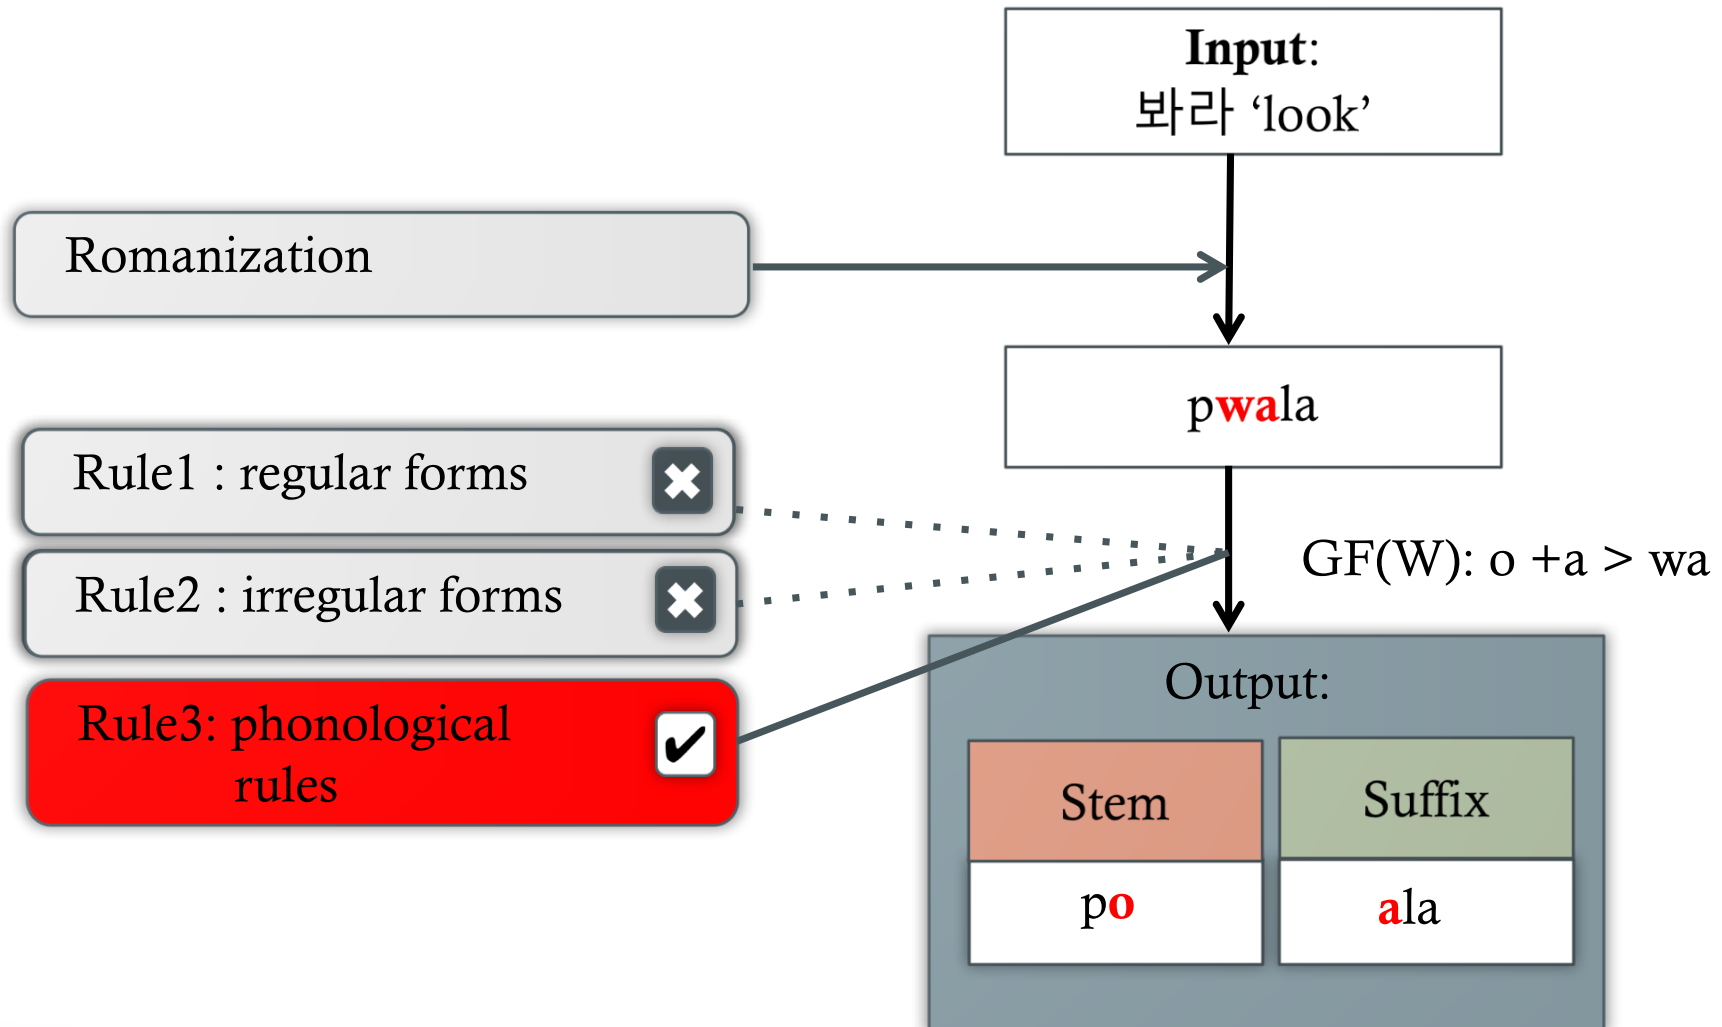 Input:
봐라 ‘look’
Romanization
pwala
Rule1 : regular forms
Rule2 : irregular forms
GF(W): o +a > wa
Rule3: phonological
rules
Output:
Stem
Suffix
po
ala